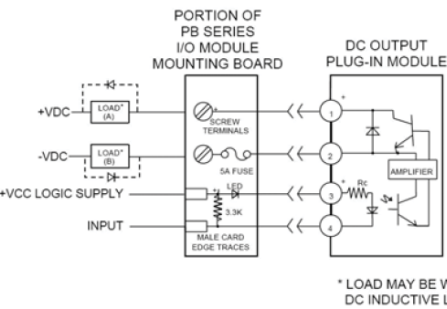 PORTION OF
PB SERIES
I/O MODULE
MOUNTING BOARD
DC OUTPUT
PLUG-IN MODULE
+VDC
LOAD*
(A)
+
SCREW
TERMINALS
1
+
-VDC
LOAD*
(B)
5A FUSE
2
AMPLIFIER
+VCC LOGIC SUPPLY
(+)
LED
3
+
Rc
3.3K
INPUT
4
MALE CARD
EDGE TRACES
* LOAD MAY BE
DC INDUCTIVE